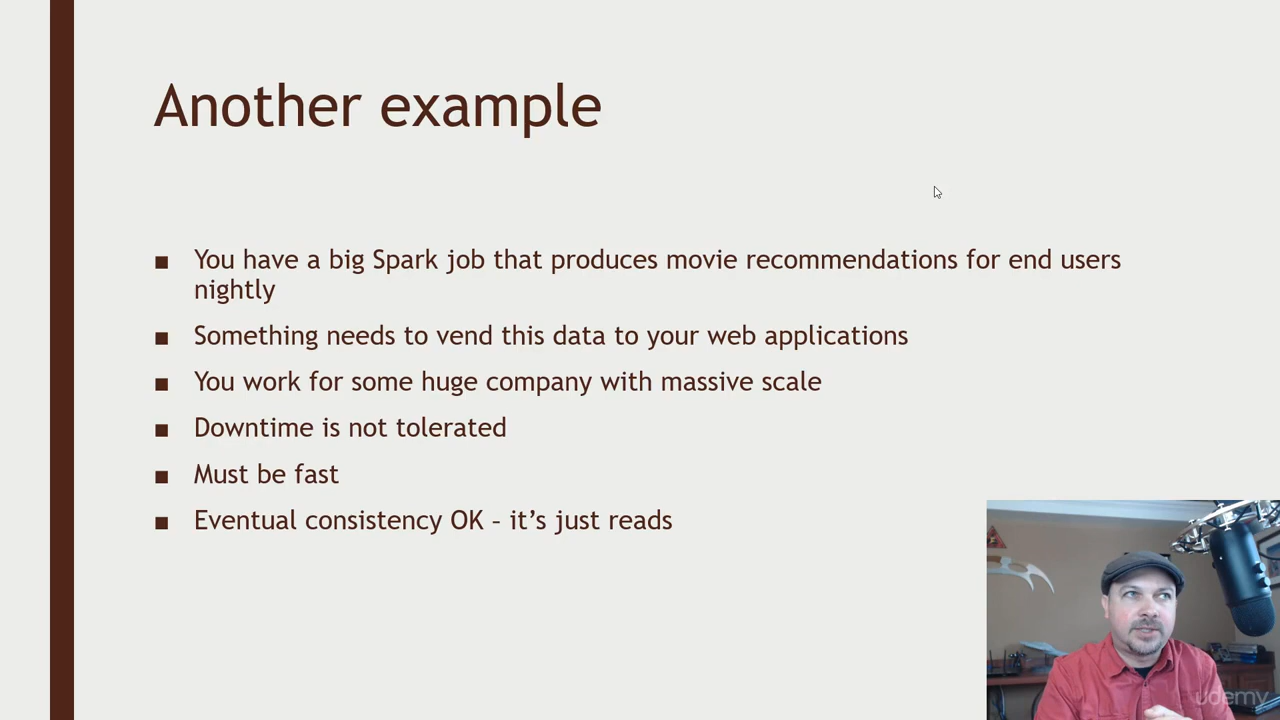 Another example
■ You have a big Spark job that produces movie recommendations for end users
nightly
■ Something needs to vend this data to your web applications
■ You work for some huge company with massive scale
■ Downtime is not tolerated
■ Must be fast
■ Eventual consistency OK – it’s just reads
udemy